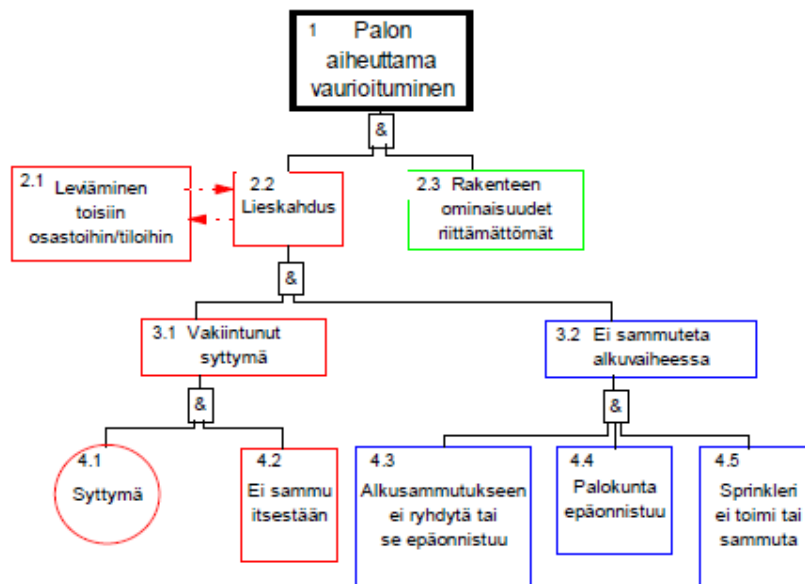 1 Palon
aiheuttama
vaurioituminen
&
2.1 Leviäminen
toisiin
osastoihin/tiloihin
2.2
Lieskahdus
2.3 Rakenteen
ominaisuudet
riittämättömät
&
3.1 Vakiintunut
syttymä
3.2 Ei sammuteta
alkuvaiheessa
&
&
4.1
Syttymä
4.2
Ei sammu
itsestään
4.3
Alkusammutukseen
ei ryhdytä tai
se epäonnistuu
4.4
Palokunta
epäonnistuu
4.5
Sprinkleri
ei toimi tai
sammuta